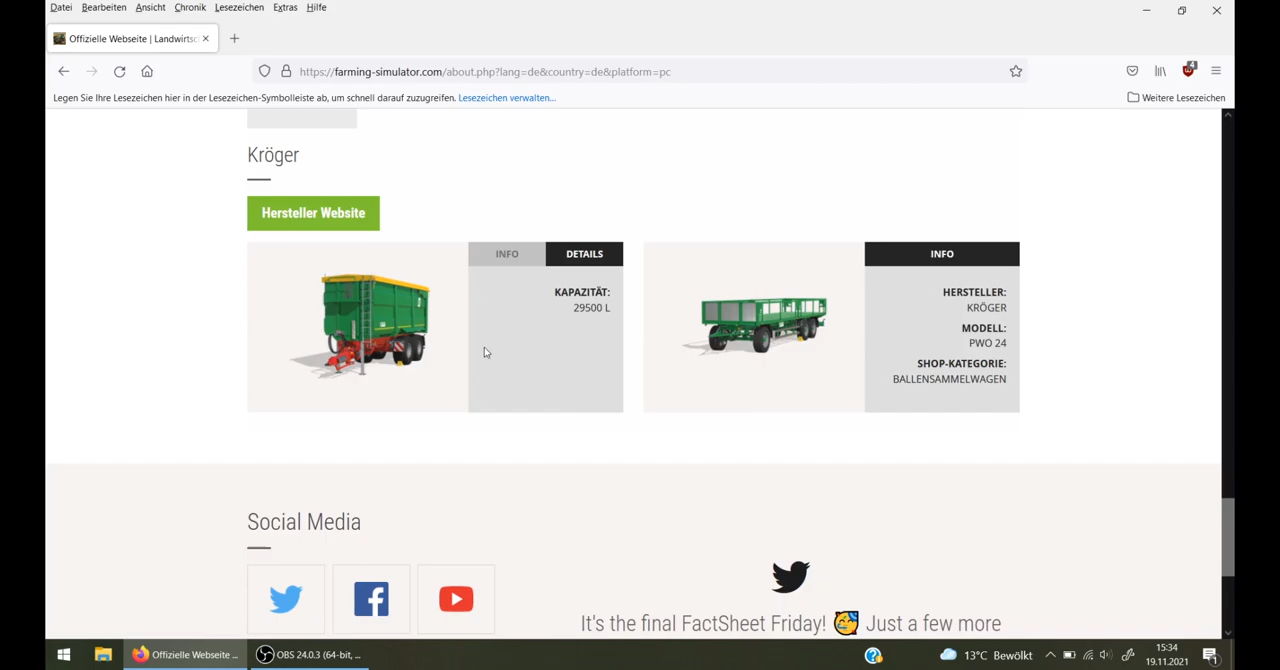 Datei Bearbeiten Ansicht Chronik Lesezeichen Extras Hilfe
Offizielle Webseite | Landwirtsc
https://farming-simulator.com/about.php?lang=de&country=de&platform=pc
4
Legen Sie Ihre Lesezeichen hier in der Lesezeichen-Symbolleiste ab, um schnell darauf zuzugreifen. Lesezeichen verwalten...
Weitere Lesezeichen
Kröger
Hersteller Website
INFO DETAILS
KAPAZITÄT:
29500 L
INFO
HERSTELLER:
KRÖGER
MODELL:
PWO 24
SHOP-KATEGORIE:
BALLENSAMMELWAGEN
Social Media
It's the final FactSheet Friday! 🥳 Just a few more
Offizielle Webseite ...
OBS 24.0.3 (64-bit, ...
13°C Bewölkt
15:34
19.11.2021
1